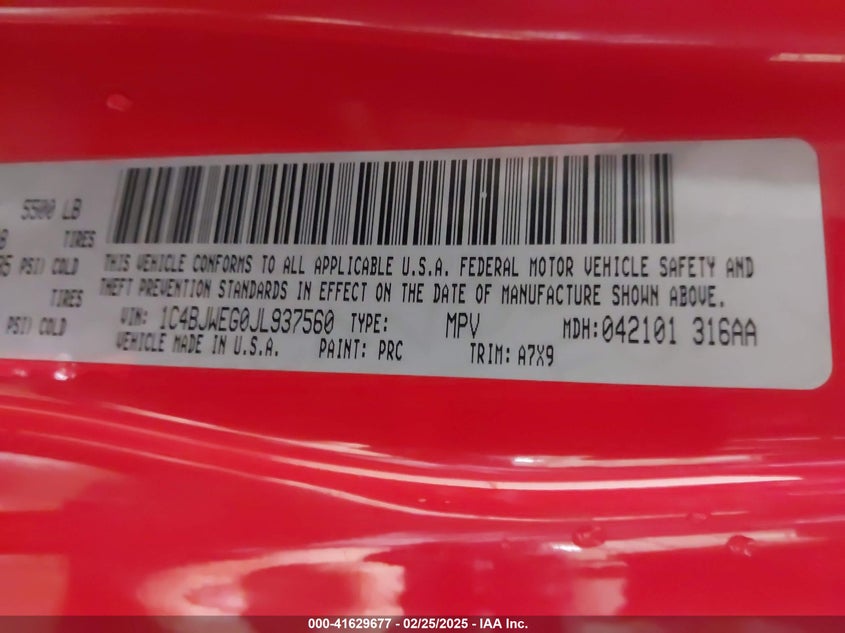 5500 LB
B TIRES
R5 PSI) COLD
TIRES
PSI) COLD
THIS VEHICLE CONFORMS TO ALL APPLICABLE U.S.A. FEDERAL MOTOR VEHICLE SAFETY AND
THEFT PREVENTION STANDARDS IN EFFECT ON THE DATE OF MANUFACTURE SHOWN ABOVE.
VIN: 1C4BJWEG0JL937560 TYPE: MPV MDH:042101 316AA
VEHICLE MADE IN U.S.A. PAINT: PRC TRIM: A7X9
000-41629677 - 02/25/2025 - IAA Inc.